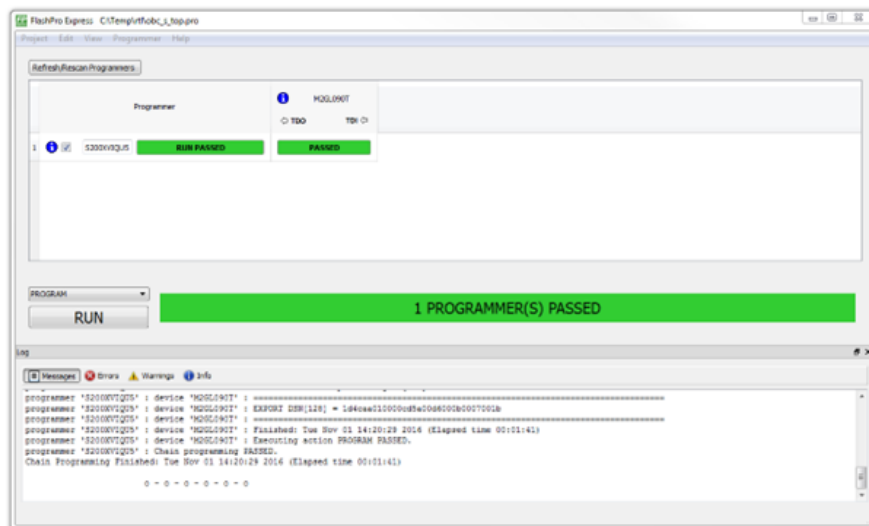 FlashPro Express C:\Temp\rtf\obc_s_top.pro
Project Edit View Programmer Help
Refresh/Rescan Programmers
Programmer
M2GL090T
TDO TDI
1 S200XVIQU5 RUN PASSED PASSED
PROGRAM
RUN
1 PROGRAMMER(S) PASSED
Log
Messages Errors Warnings Info
programmer 'S200XVIQU5' : device 'M2GL090T' : ==========
programmer 'S200XVIQU5' : device 'M2GL090T' : EXPORT DSN[128] =
programmer 'S200XVIQU5' : device 'M2GL090T' : ==========
programmer 'S200XVIQU5' : device 'M2GL090T' : Finished: Tue Nov 01 14:20:29 2016 (Elapsed time 00:01:41)
programmer 'S200XVIQU5' : device 'M2GL090T' : Executing action PROGRAM PASSED.
programmer 'S200XVIQU5' : Chain programming PASSED.
Chain Programming Finished: Tue Nov 01 14:20:29 2016 (Elapsed time 00:01:41)
o - o - o - o - o - o